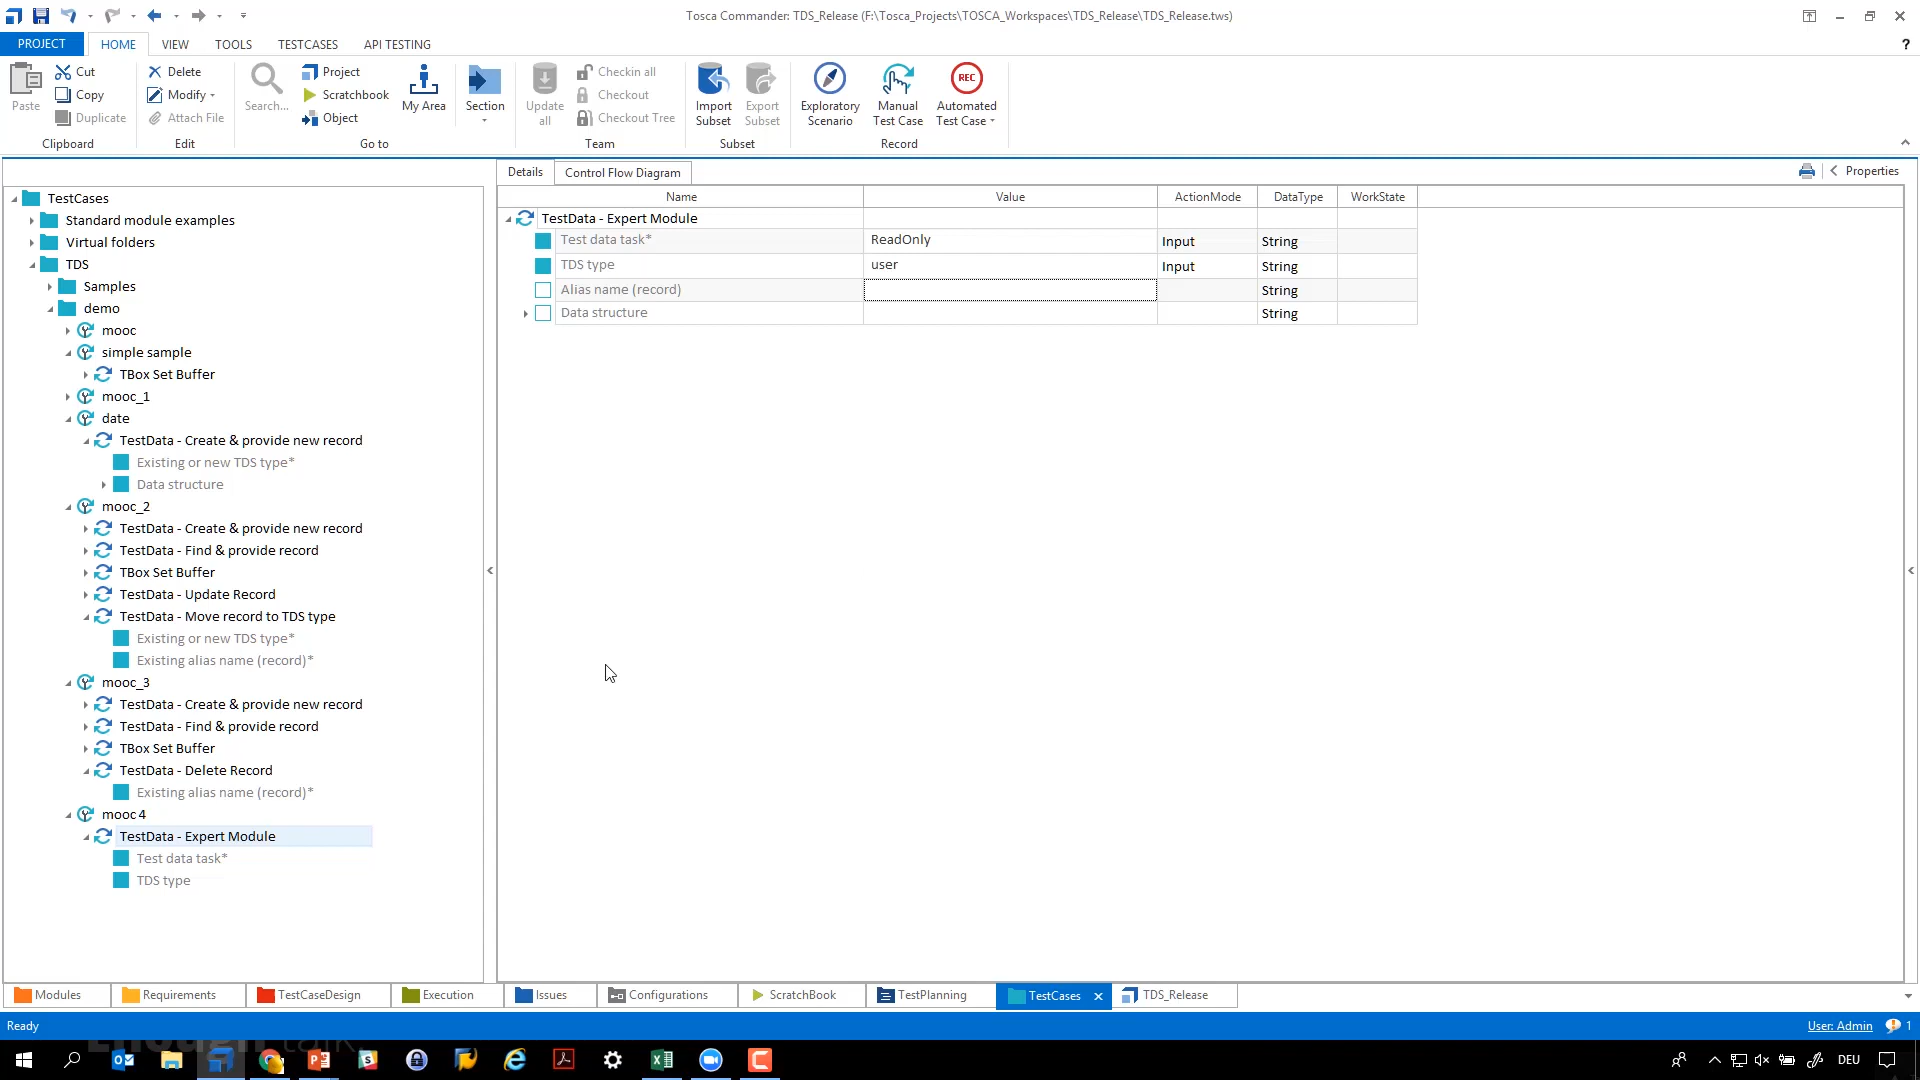 Tosca Commander: TDS_Release (F:\Tosca_Projects\TOSCA_Workspaces\TDS_Release\TDS_Release.tws)
PROJECT HOME VIEW TOOLS TESTCASES API TESTING ?
Paste
Cut
Copy
Duplicate
Clipboard
Delete
Modify
Attach File
Edit
Search...
Project
Scratchbook
Object
My Area
Go to
Section
Update all
Checkin all
Checkout
Checkout Tree
Team
Import Subset
Export Subset
Subset
Exploratory Scenario
REC
Manual Test Case
Automated Test Case
Record
TestCases
Standard module examples
Virtual folders
TDS
Samples
demo
mooc
simple sample
TBox Set Buffer
mooc_1
date
TestData - Create & provide new record
Existing or new TDS type*
Data structure
mooc_2
TestData - Create & provide new record
TestData - Find & provide record
TBox Set Buffer
TestData - Update Record
TestData - Move record to TDS type
Existing or new TDS type*
Existing alias name (record)*
mooc_3
TestData - Create & provide new record
TestData - Find & provide record
TBox Set Buffer
TestData - Delete Record
Existing alias name (record)*
mooc 4
TestData - Expert Module
Test data task*
TDS type
Details Control Flow Diagram Properties
Name Value ActionMode DataType WorkState
TestData - Expert Module
Test data task* ReadOnly Input String
TDS type user Input String
Alias name (record) String
Data structure String
Modules Requirements TestCaseDesign Execution Issues Configurations ScratchBook TestPlanning TestCases TDS_Release
Ready User: Admin 1
DEU